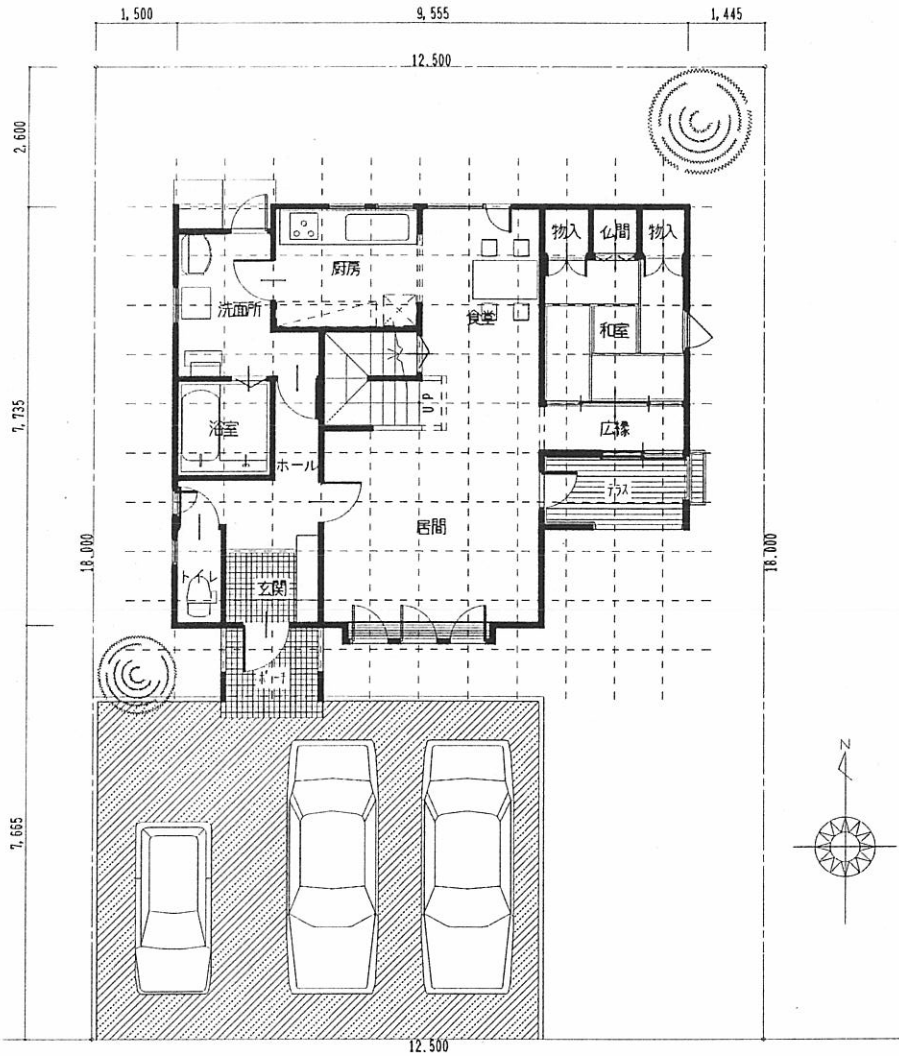 1,500
9,555
1,445
12.500
2,600
物入
仏間
物入
厨房
洗面所
食堂
和室
7,735
UP
広縁
浴室
ホール
テラス
居間
18.000
18.000
トイレ
玄関
ポーチ
N
7,665
12.500